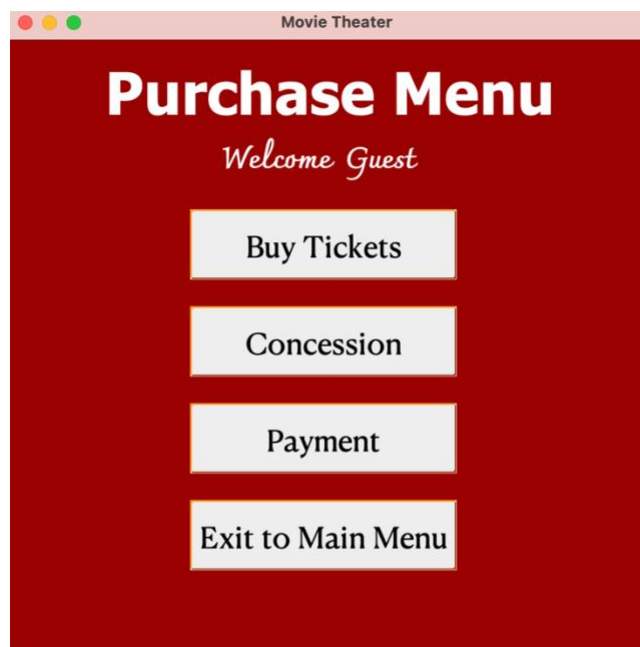 Movie Theater
Purchase Menu
Welcome Guest
Buy Tickets
Concession
Payment
Exit to Main Menu